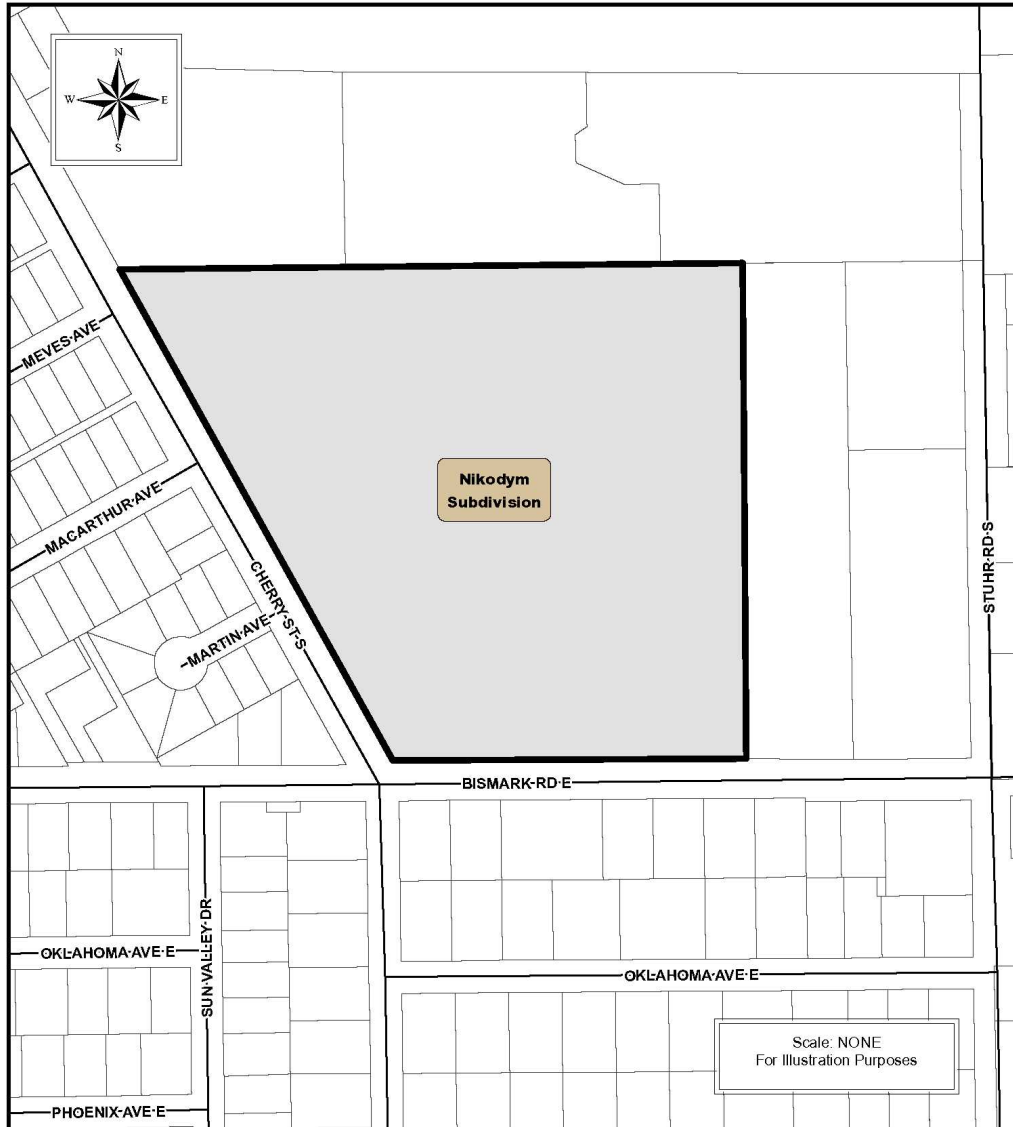 N
W E
S
MEVES AVE
MACARTHUR AVE
MARTIN AVE
CHERRY ST S
Nikodym
Subdivision
STUHR RD S
BISMARK RD E
SUN VALLEY DR
OKLAHOMA AVE E
OKLAHOMA AVE E
PHOENIX AVE E
Scale: NONE
For Illustration Purposes